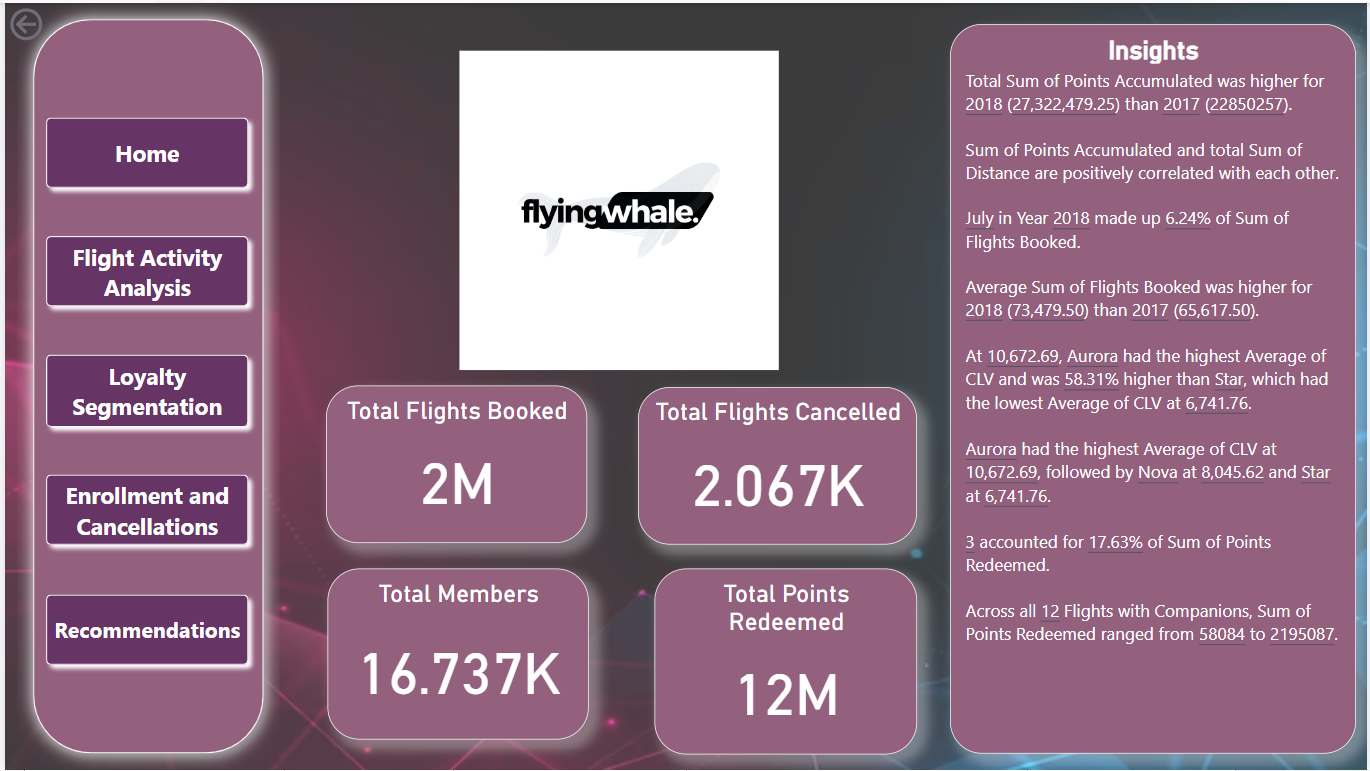 Home
Flight Activity
Analysis
Loyalty
Segmentation
Enrollment and
Cancellations
Recommendations
flyingwhale.
Total Flights Booked
2M
Total Flights Cancelled
2.067K
Total Members
16.737K
Total Points
Redeemed
12M
Insights
Total Sum of Points Accumulated was higher for
2018 (27,322,479.25) than 2017 (22850257).
Sum of Points Accumulated and total Sum of
Distance are positively correlated with each other.
July in Year 2018 made up 6.24% of Sum of
Flights Booked.
Average Sum of Flights Booked was higher for
2018 (73,479.50) than 2017 (65,617.50).
At 10,672.69, Aurora had the highest Average of
CLV and was 58.31% higher than Star, which had
the lowest Average of CLV at 6,741.76.
Aurora had the highest Average of CLV at
10,672.69, followed by Nova at 8,045.62 and Star
at 6,741.76.
3 accounted for 17.63% of Sum of Points
Redeemed.
Across all 12 Flights with Companions, Sum of
Points Redeemed ranged from 58084 to 2195087.